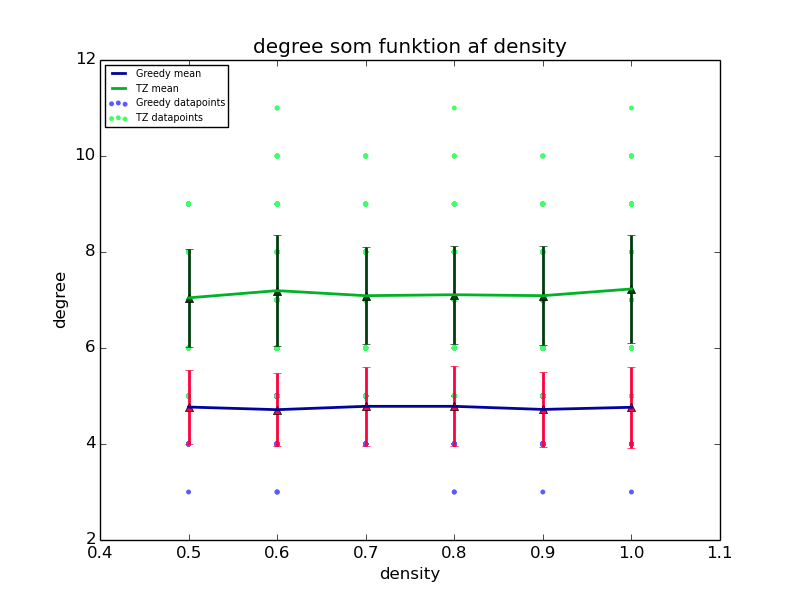 degree som funktion af density
Greedy mean
TZ mean
Greedy datapoints
TZ datapoints
12
10
8
6
4
2
degree
0.4 0.5 0.6 0.7 0.8 0.9 1.0 1.1
density